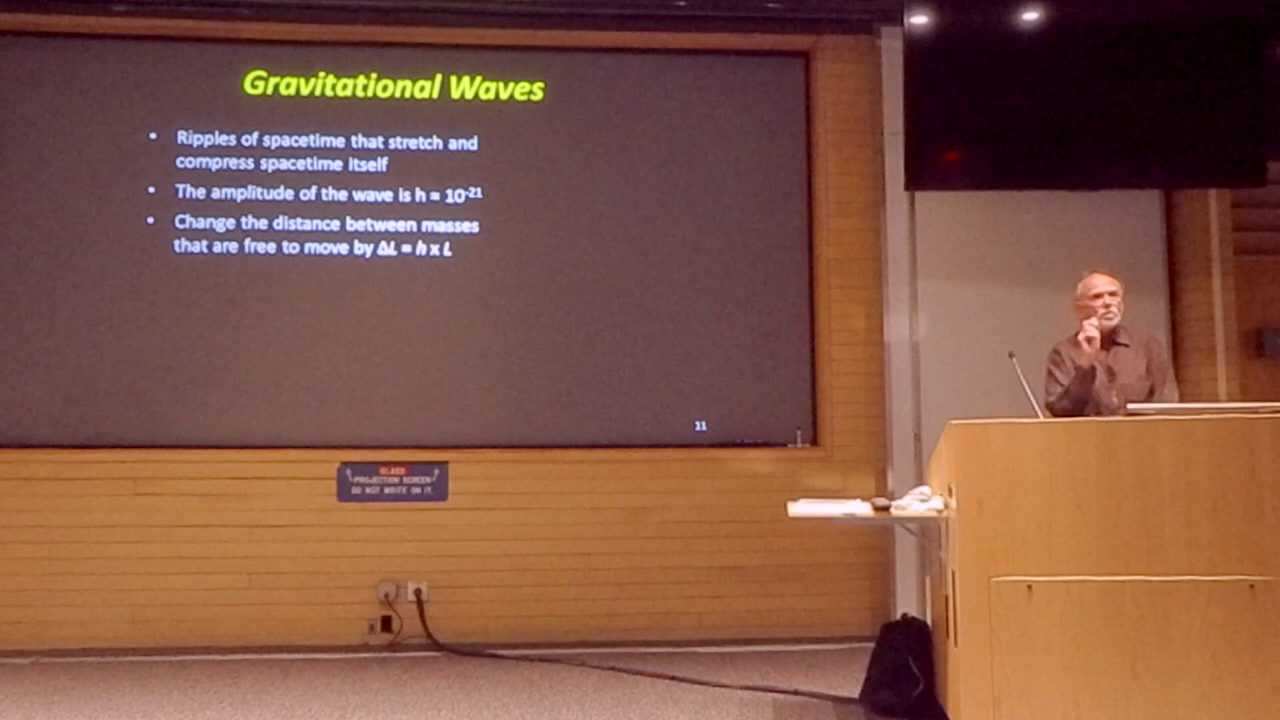 Gravitational Waves
• Ripples of spacetime that stretch and
compress spacetime itself
• The amplitude of the wave is h ≈ 10⁻²¹
• Change the distance between masses
that are free to move by ΔL = h x L
11
GLASS
PROJECTION SCREEN
DO NOT WRITE ON IT.